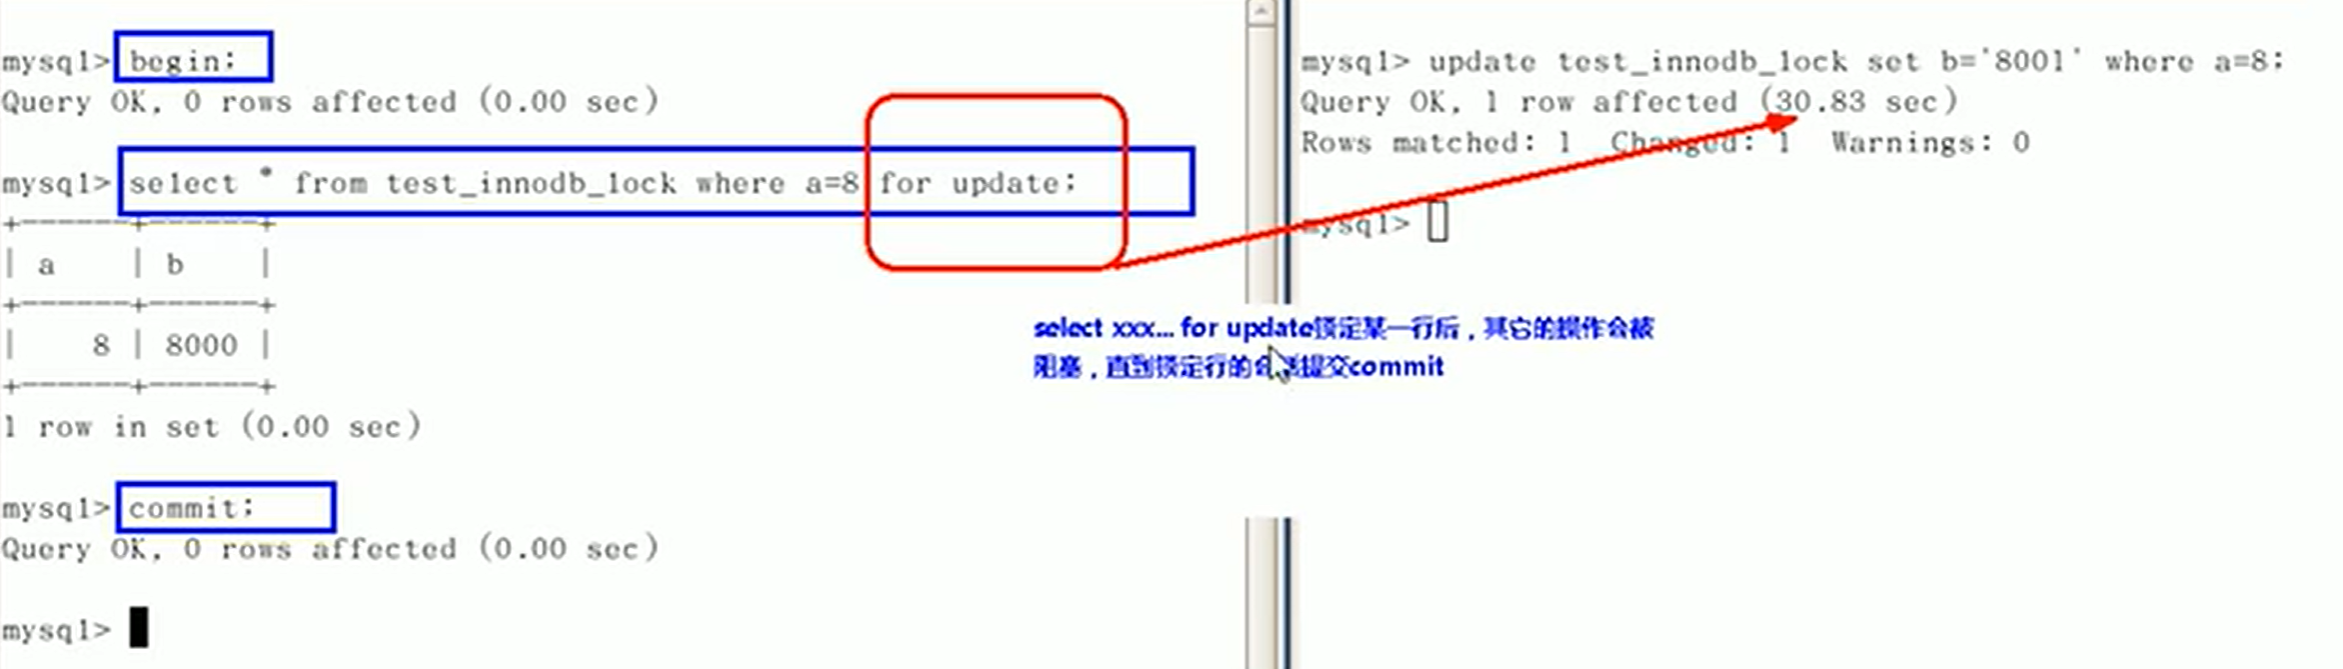 mysql> begin;
Query OK, 0 rows affected (0.00 sec)
mysql> select * from test_innodb_lock where a=8 for update;
+------+------+
| a    | b    |
+------+------+
|    8 | 8000 |
+------+------+
1 row in set (0.00 sec)
mysql> commit;
Query OK, 0 rows affected (0.00 sec)
mysql>
mysql> update test_innodb_lock set b='8001' where a=8;
Query OK, 1 row affected (30.83 sec)
Rows matched: 1  Changed: 1  Warnings: 0
mysql>
select xxx... for update锁定某一行后，其它的操作会被
阻塞，直到锁定行的会话提交commit